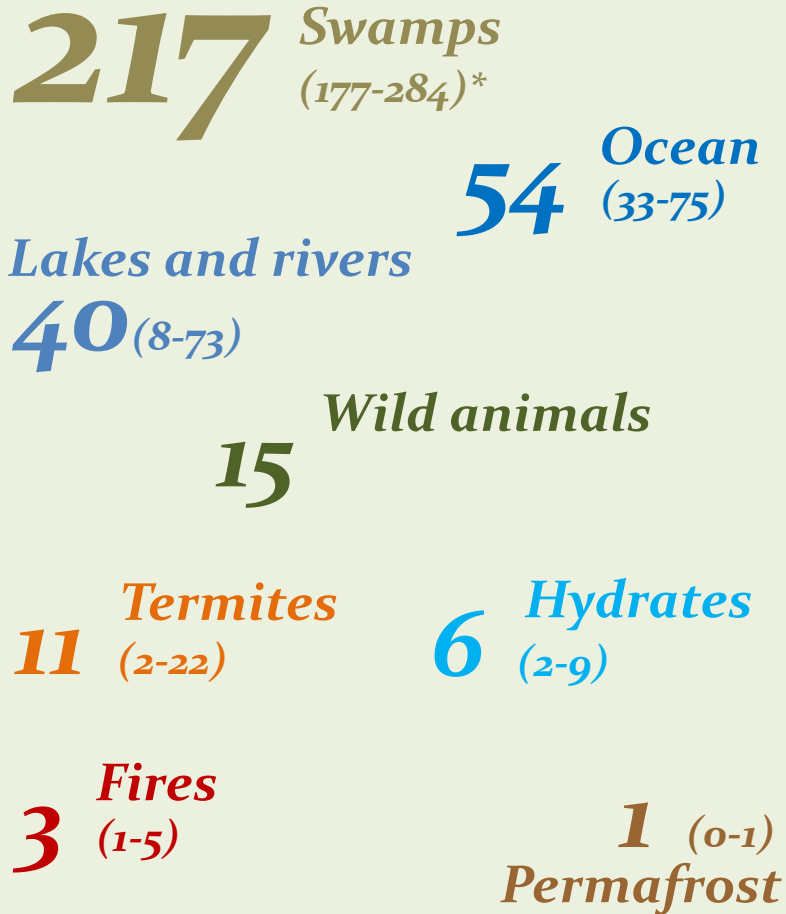 217 Swamps
(177-284)*
54 Ocean
(33-75)
Lakes and rivers
40 (8-73)
Wild animals
15
Termites
11 (2-22)
Hydrates
6 (2-9)
Fires
3 (1-5)
1 (0-1)
Permafrost